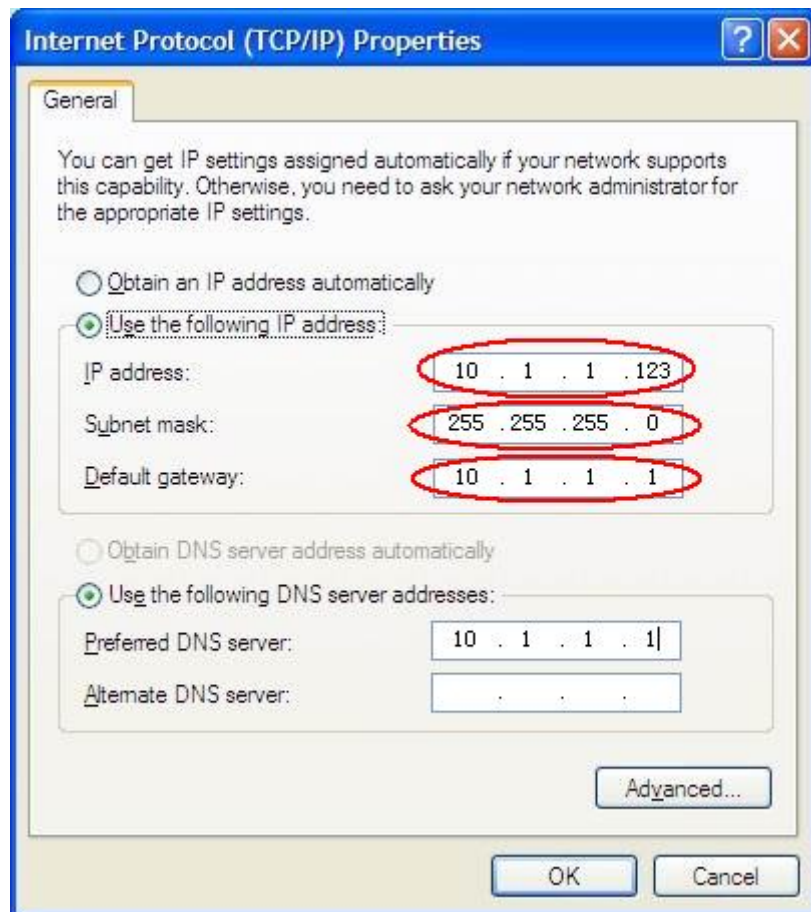 Internet Protocol (TCP/IP) Properties
General
You can get IP settings assigned automatically if your network supports
this capability. Otherwise, you need to ask your network administrator for
the appropriate IP settings.
Obtain an IP address automatically
Use the following IP address:
IP address: 10 . 1 . 1 .123
Subnet mask: 255 .255 .255 . 0
Default gateway: 10 . 1 . 1 . 1
Obtain DNS server address automatically
Use the following DNS server addresses:
Preferred DNS server: 10 . 1 . 1 . 1
Alternate DNS server: . . .
Advanced...
OK Cancel